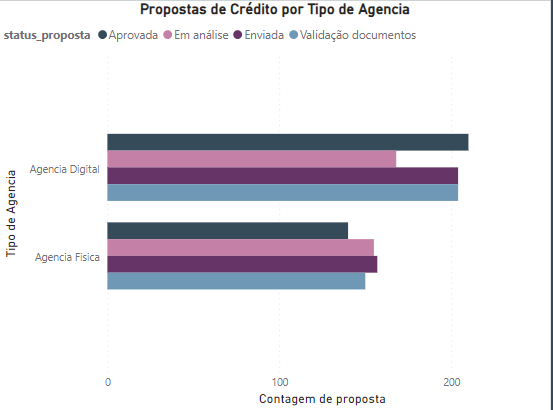 Propostas de Crédito por Tipo de Agencia
status_proposta Aprovada Em análise Enviada Validação documentos
Tipo de Agencia
Agencia Digital
Agencia Fisica
0 100 200
Contagem de proposta